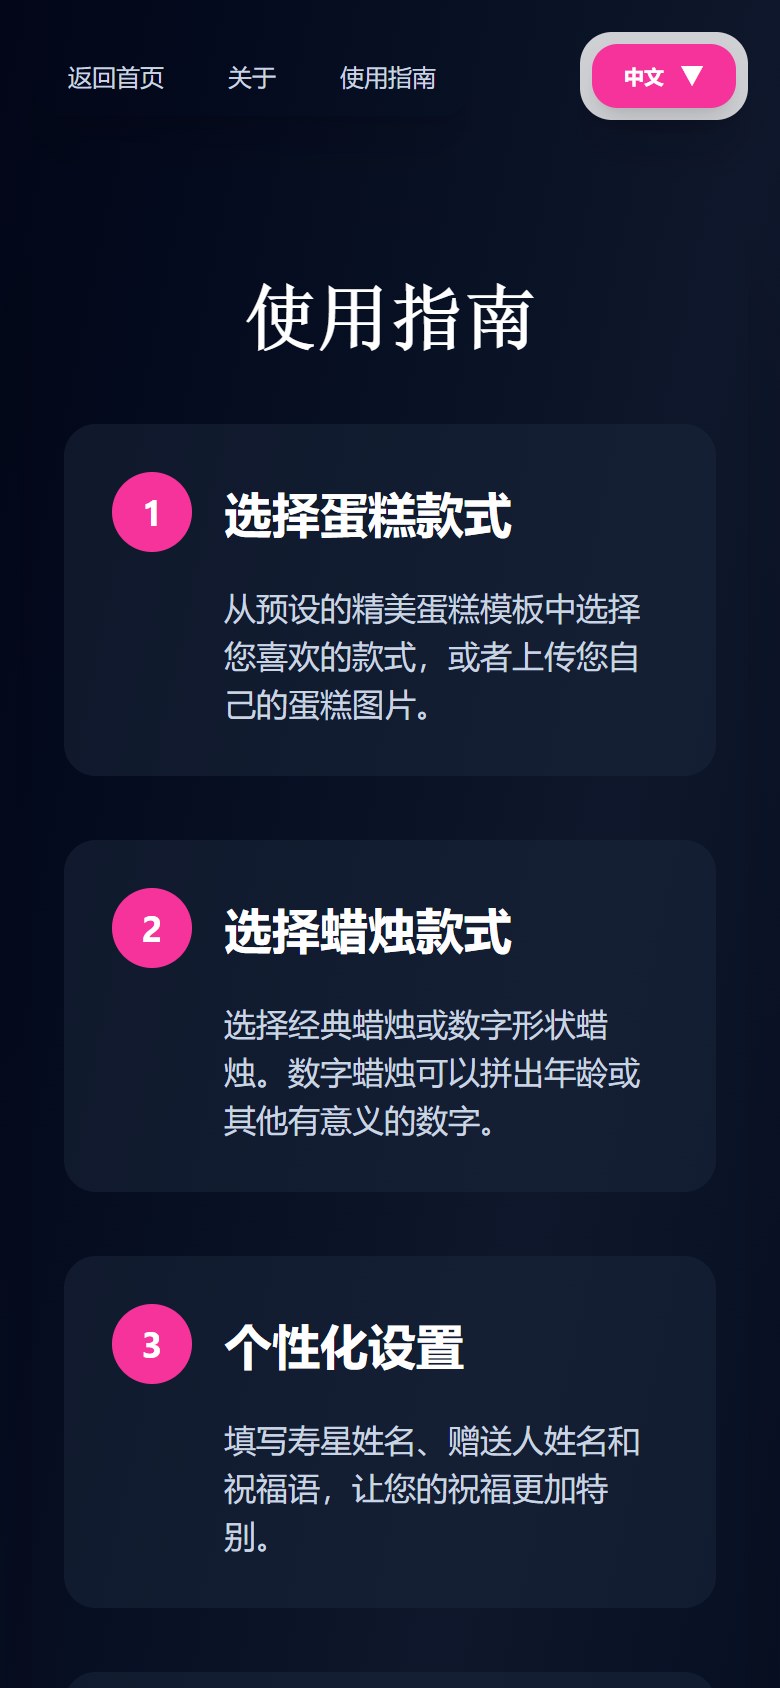 返回首页 关于 使用指南 中文 ▼
使用指南
1 选择蛋糕款式
从预设的精美蛋糕模板中选择
您喜欢的款式，或者上传您自
己的蛋糕图片。
2 选择蜡烛款式
选择经典蜡烛或数字形状蜡
烛。数字蜡烛可以拼出年龄或
其他有意义的数字。
3 个性化设置
填写寿星姓名、赠送人姓名和
祝福语，让您的祝福更加特
别。